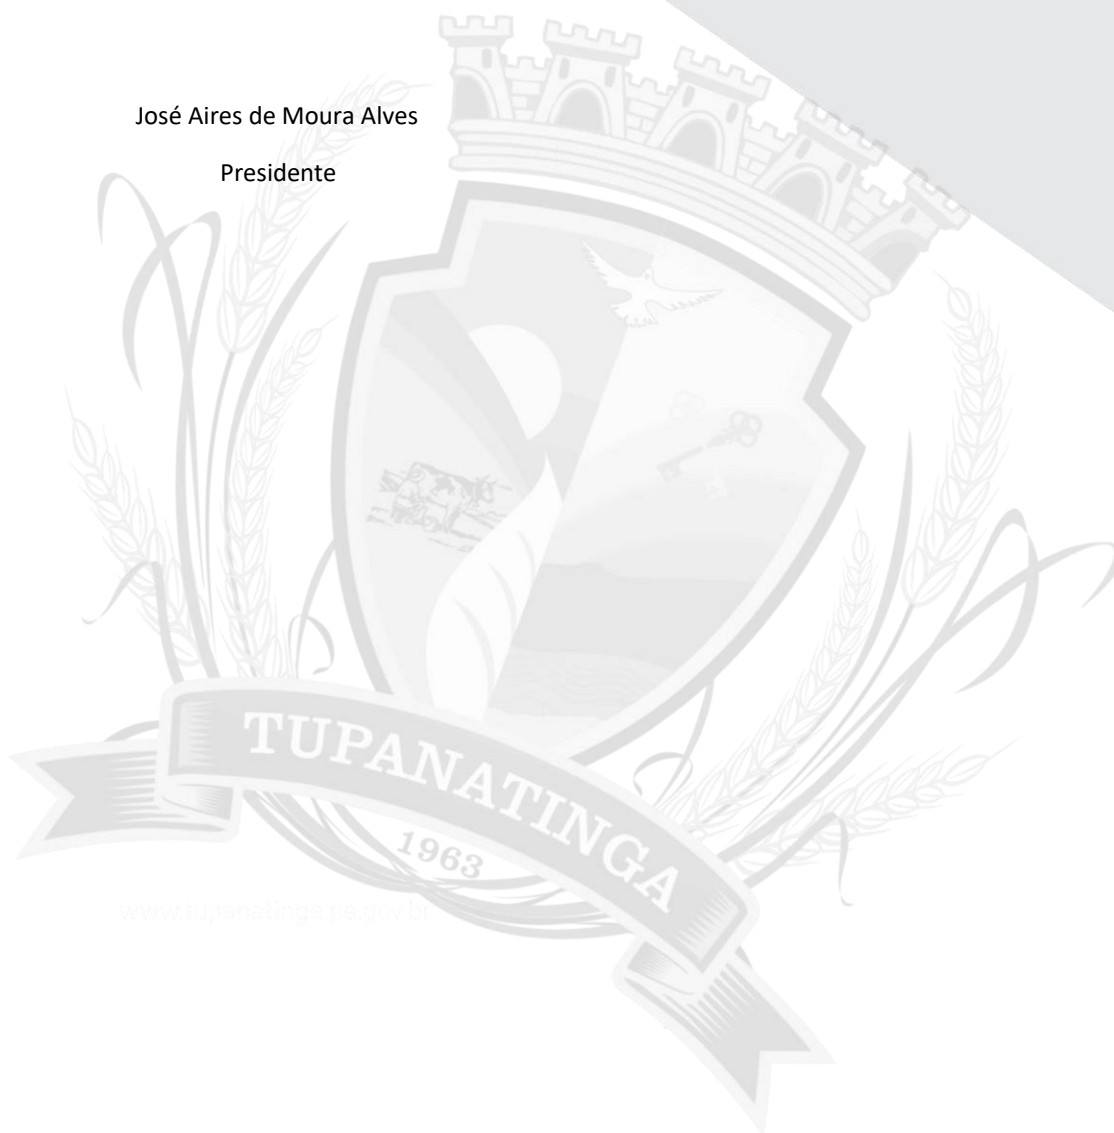 José Aires de Moura Alves
Presidente
TUPANATINGA
1963
www.tupanatinga.pe.gov.br